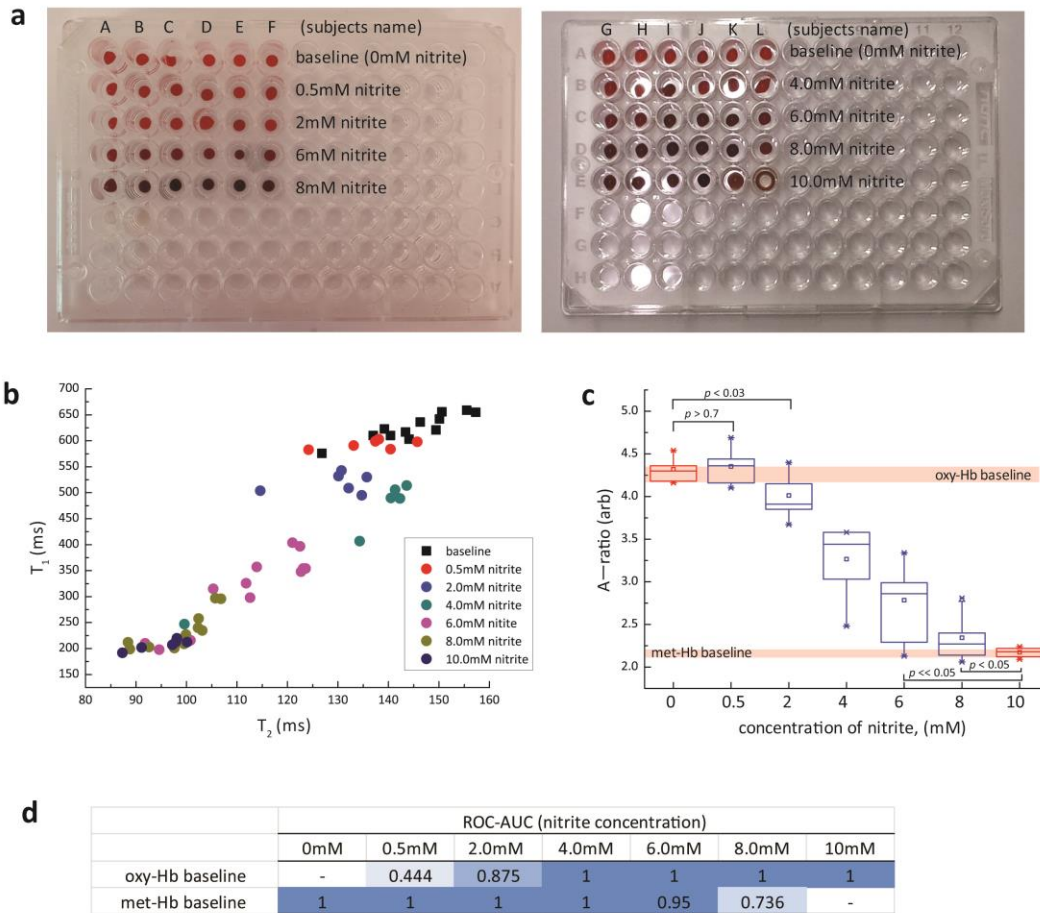 a
A B C D E F (subjects name)
baseline (0mM nitrite)
0.5mM nitrite
2mM nitrite
6mM nitrite
8mM nitrite
G H I J K L (subjects name)
11 12
A baseline (0mM nitrite)
B 4.0mM nitrite
C 6.0mM nitrite
D 8.0mM nitrite
E 10.0mM nitrite
F
G
H
b
700
650
600
550
500
450
400
350
300
250
200
150
T1 (ms)
80 90 100 110 120 130 140 150 160
T2 (ms)
baseline
0.5mM nitrite
2.0mM nitrite
4.0mM nitrite
6.0mM nitite
8.0mM nitrite
10.0mM nitrite
c
p < 0.03
p > 0.7
5.0
4.5
4.0
3.5
3.0
2.5
2.0
A—ratio (arb)
oxy-Hb baseline
met-Hb baseline
p < 0.05
p << 0.05
0 0.5 2 4 6 8 10
concentration of nitrite, (mM)
d
ROC-AUC (nitrite concentration)
0mM 0.5mM 2.0mM 4.0mM 6.0mM 8.0mM 10mM
oxy-Hb baseline - 0.444 0.875 1 1 1 1
met-Hb baseline 1 1 1 1 0.95 0.736 -